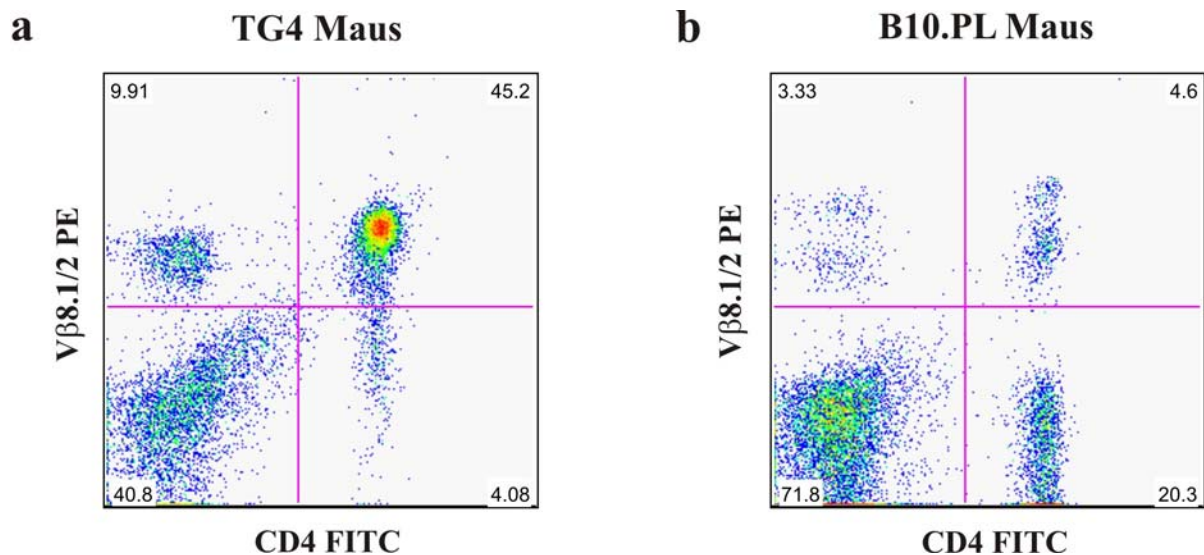 a
TG4 Maus
9.91
45.2
40.8
4.08
Vβ8.1/2 PE
CD4 FITC
b
B10.PL Maus
3.33
4.6
71.8
20.3
Vβ8.1/2 PE
CD4 FITC